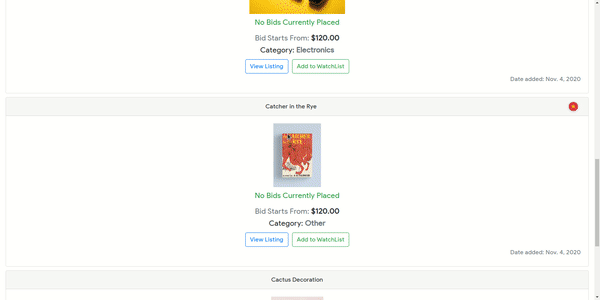 No Bids Currently Placed
Bid Starts From: $120.00
Category: Electronics
View Listing Add to WatchList
Date added: Nov. 4, 2020
Catcher in the Rye
No Bids Currently Placed
Bid Starts From: $120.00
Category: Other
View Listing Add to WatchList
Date added: Nov. 4, 2020
Cactus Decoration